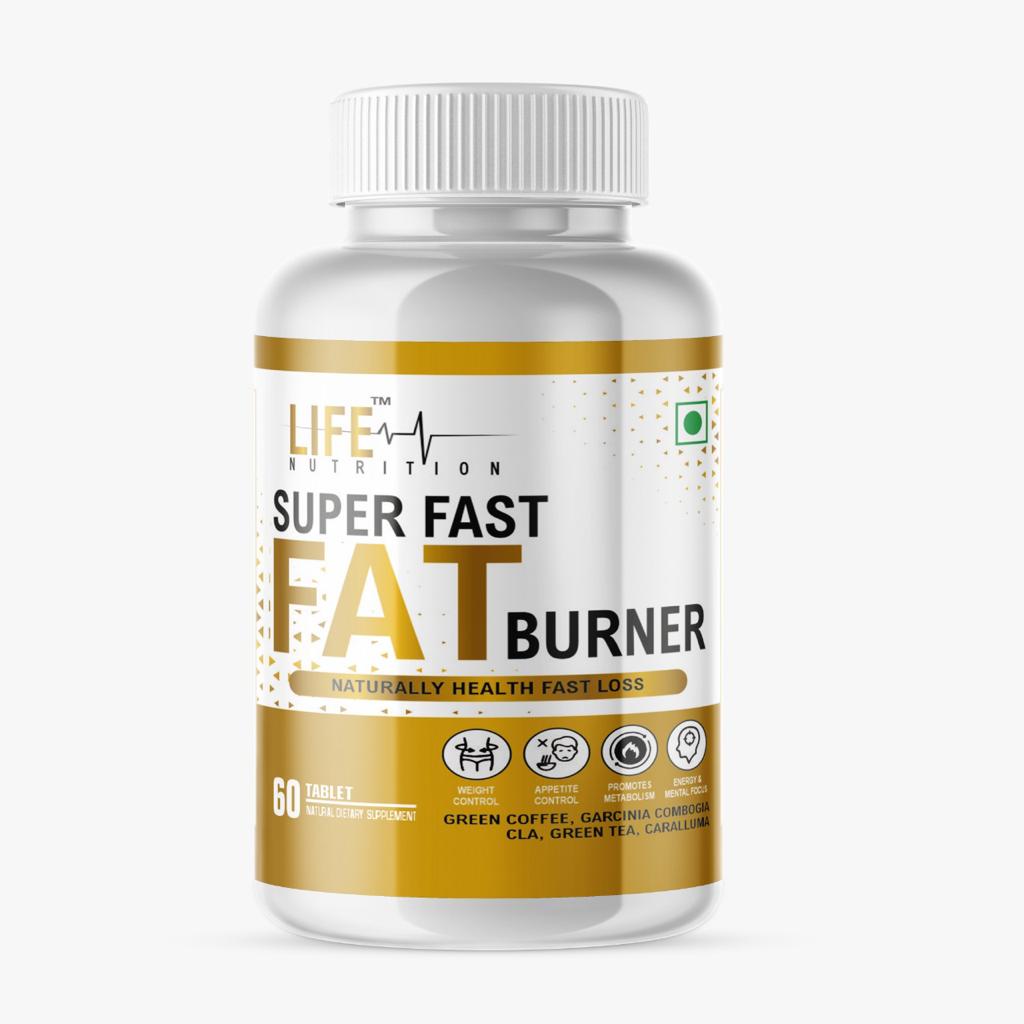 LIFE™
NUTRITION
SUPER FAST
FAT BURNER
NATURALLY HEALTH FAST LOSS
WEIGHT
CONTROL
APPETITE
CONTROL
PROMOTES
METABOLISM
ENERGY &
MENTAL FOCUS
60 TABLET
NATURAL DIETARY SUPPLEMENT
GREEN COFFEE, GARCINIA COMBOGIA
CLA, GREEN TEA, CARALLUMA